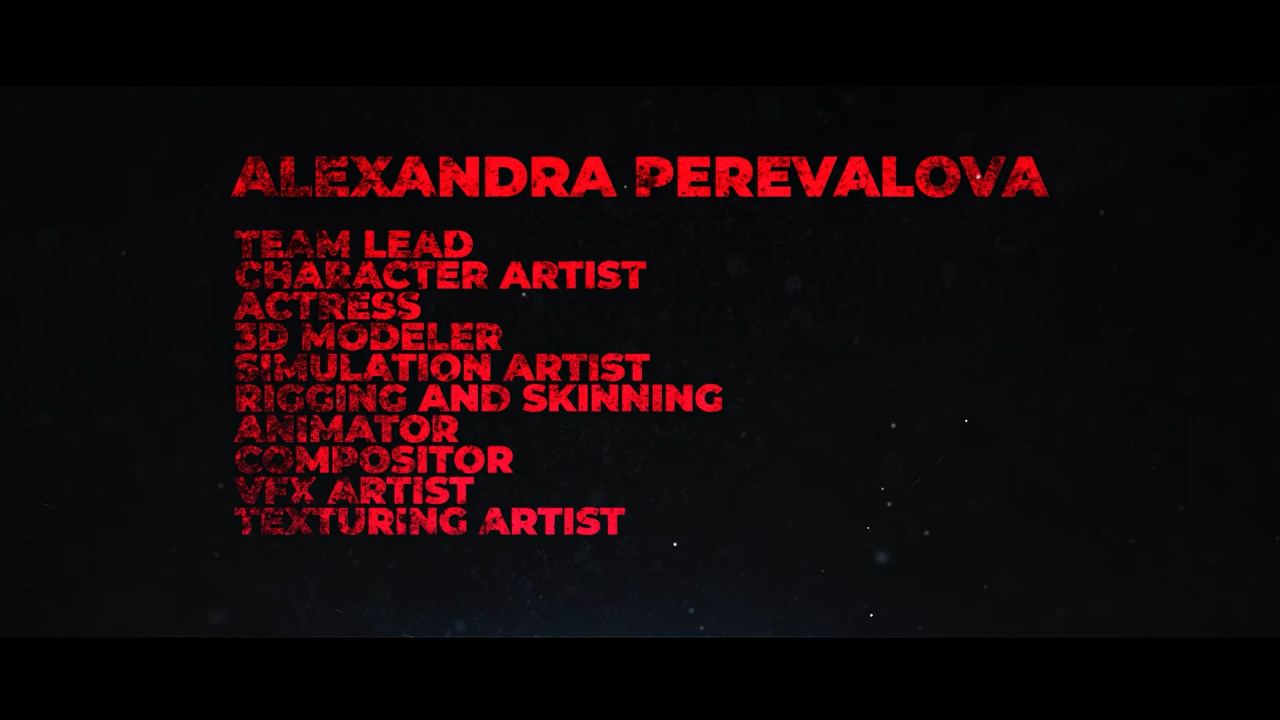 ALEXANDRA PEREVALOVA
TEAM LEAD
CHARACTER ARTIST
ACTRESS
3D MODELER
SIMULATION ARTIST
RIGGING AND SKINNING
ANIMATOR
COMPOSITOR
VFX ARTIST
TEXTURING ARTIST